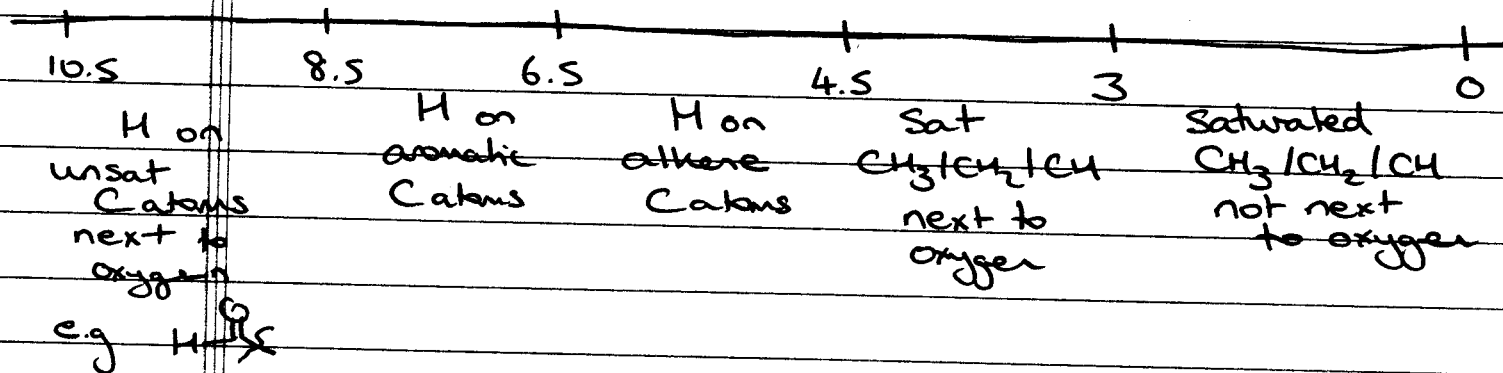 10.5 8.5 6.5 4.5 3 0
H on H on H on Sat Saturated
unsat aromatic alkene CH3/CH2/CH CH3/CH2/CH
C atoms C atoms C atoms next to not next
next to oxygen to oxygen
oxygen
e.g H O